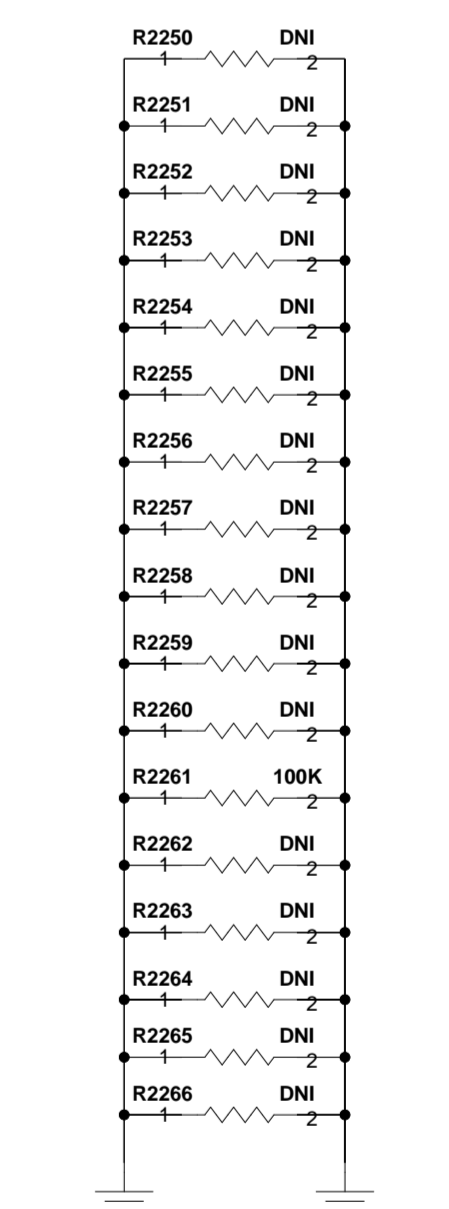 R2250 DNI
1 2
R2251 DNI
1 2
R2252 DNI
1 2
R2253 DNI
1 2
R2254 DNI
1 2
R2255 DNI
1 2
R2256 DNI
1 2
R2257 DNI
1 2
R2258 DNI
1 2
R2259 DNI
1 2
R2260 DNI
1 2
R2261 100K
1 2
R2262 DNI
1 2
R2263 DNI
1 2
R2264 DNI
1 2
R2265 DNI
1 2
R2266 DNI
1 2